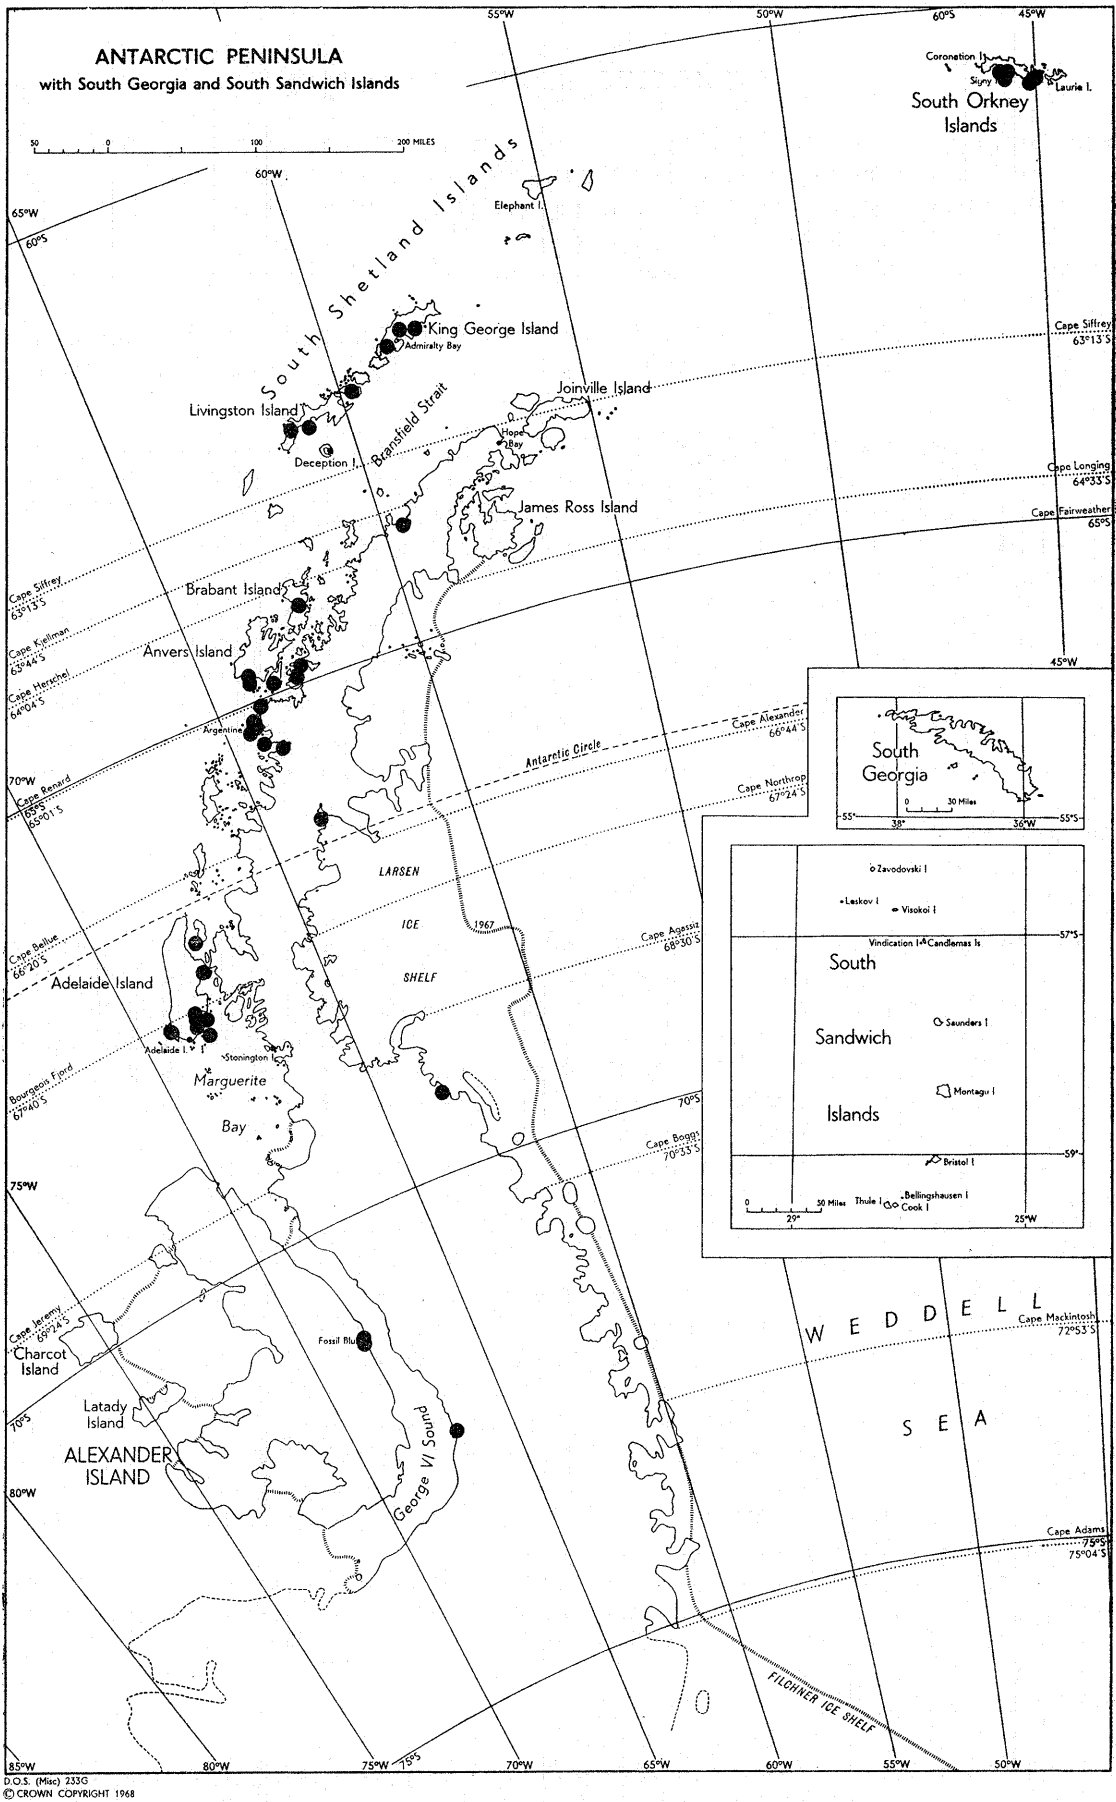 ANTARCTIC PENINSULA
with South Georgia and South Sandwich Islands
50 0 100 200 MILES
55°W
50°W
60°S
45°W
Coronation I.
Signy I.
Laurie I.
South Orkney
Islands
65°W
60°S
60°W
South Shetland Islands
Elephant I.
King George Island
Admiralty Bay
Cape Siffrey
63°13'S
Livingston Island
Deception I.
Bransfield Strait
Joinville Island
Hope
Bay
Cape Longing
64°33'S
James Ross Island
Cape Fairweather
65°S
Cape Siffrey
63°13'S
Brabant Island
Cape Kjellman
63°44'S
Anvers Island
Cape Herschel
64°04'S
45°W
Argentine
Antarctic Circle
Cape Alexander
66°44'S
70°W
Cape Renard
65°S
65°01'S
Cape Northrop
67°24'S
South
Georgia
0 30 Miles
55°
38°
36°W
55°S
LARSEN
ICE
SHELF
1967
Cape Agassiz
68°30'S
Cape Bellue
66°20'S
Adelaide Island
Adelaide I.
Stonington I.
Bourgeois Fjord
67°40'S
Marguerite
Bay
70°S
Cape Boggs
70°33'S
Zavodovski I
Leskov I
Visokoi I
57°S
Vindication I
Candlemas Is
South
Saunders I
Sandwich
Montagu I
Islands
59°
Bristol I
0 50 Miles
Thule I
Bellingshausen I
Cook I
29°
25°W
75°W
Cape Jeremy
69°24'S
Charcot
Island
Fossil Blu
WEDDELL
Cape Mackintosh
72°53'S
SEA
Latady
Island
70°S
ALEXANDER
ISLAND
George VI Sound
80°W
Cape Adams
75°S
75°04'S
FILCHNER ICE SHELF
85°W
80°W
75°W
75°S
70°W
65°W
60°W
55°W
50°W
D.O.S. (Misc) 233G
© CROWN COPYRIGHT 1968